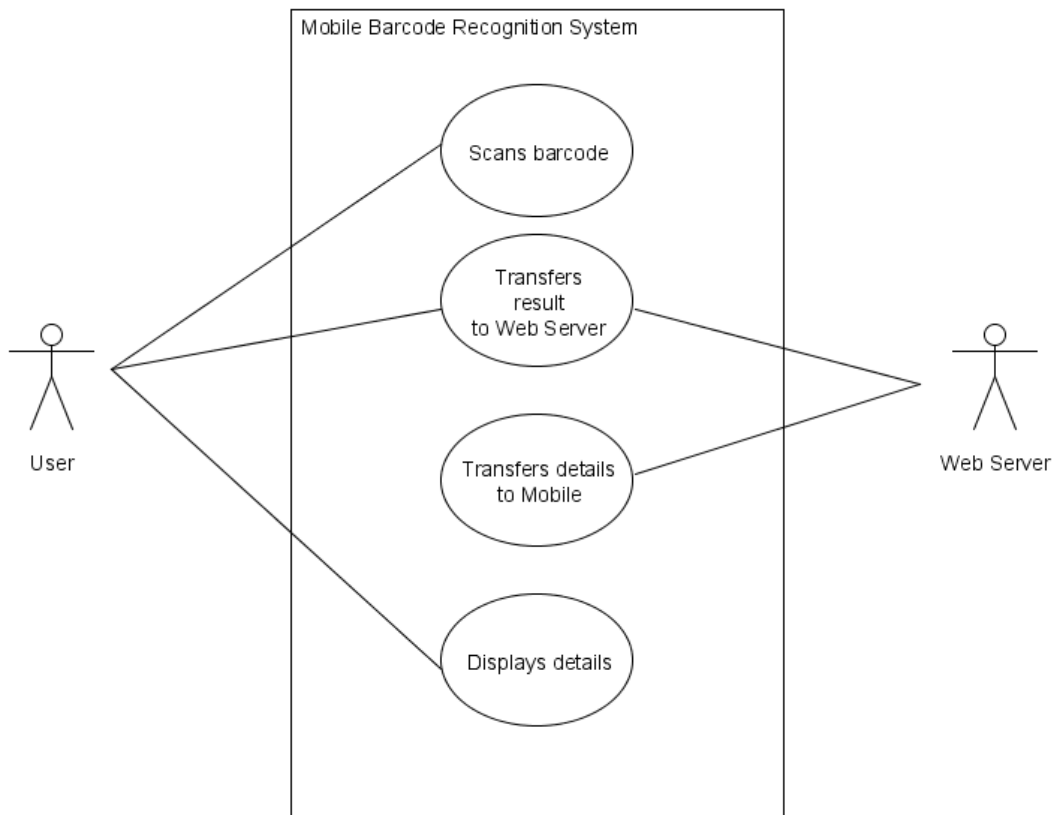 Mobile Barcode Recognition System
Scans barcode
Transfers
result
to Web Server
User
Web Server
Transfers details
to Mobile
Displays details